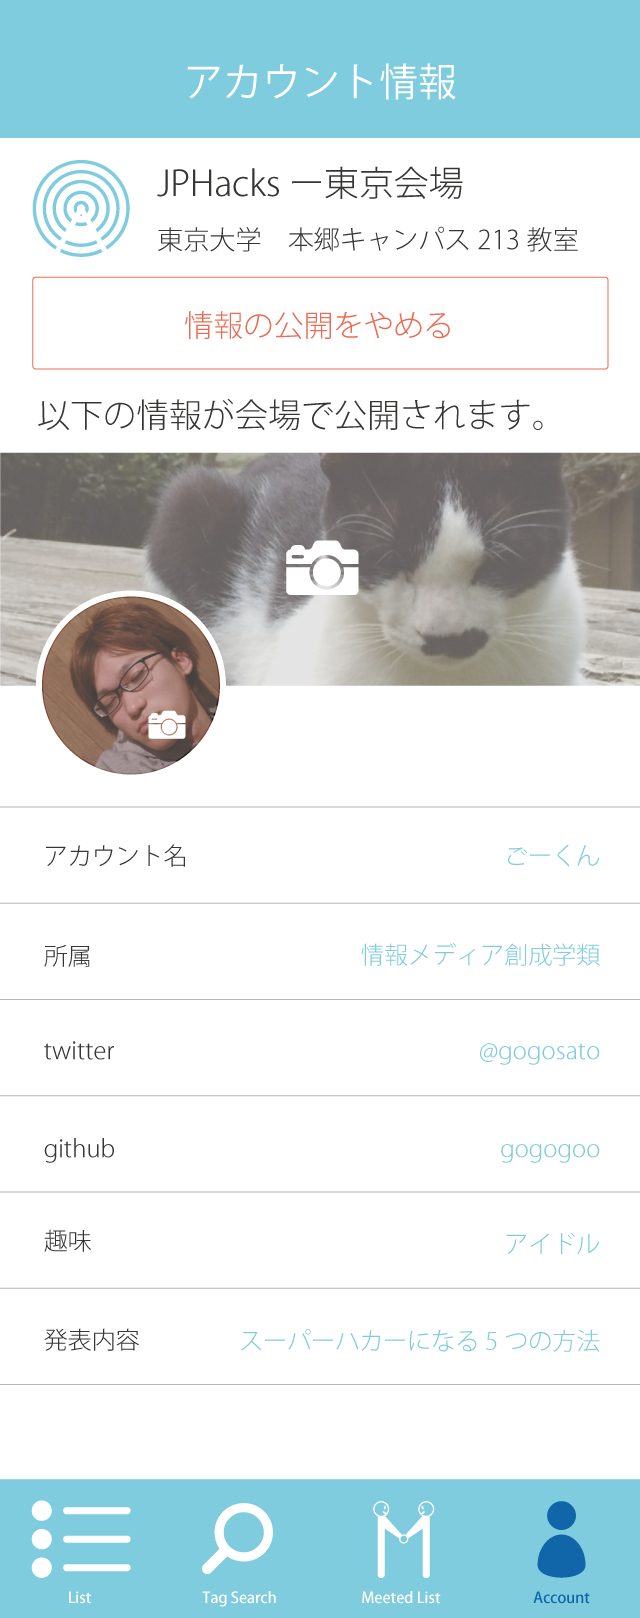 アカウント情報
JPHacks ー東京会場
東京大学　本郷キャンパス 213 教室
情報の公開をやめる
以下の情報が会場で公開されます。
アカウント名 ごーくん
所属 情報メディア創成学類
twitter @gogosato
github gogogoo
趣味 アイドル
発表内容 スーパーハカーになる 5 つの方法
List Tag Search Meeted List Account